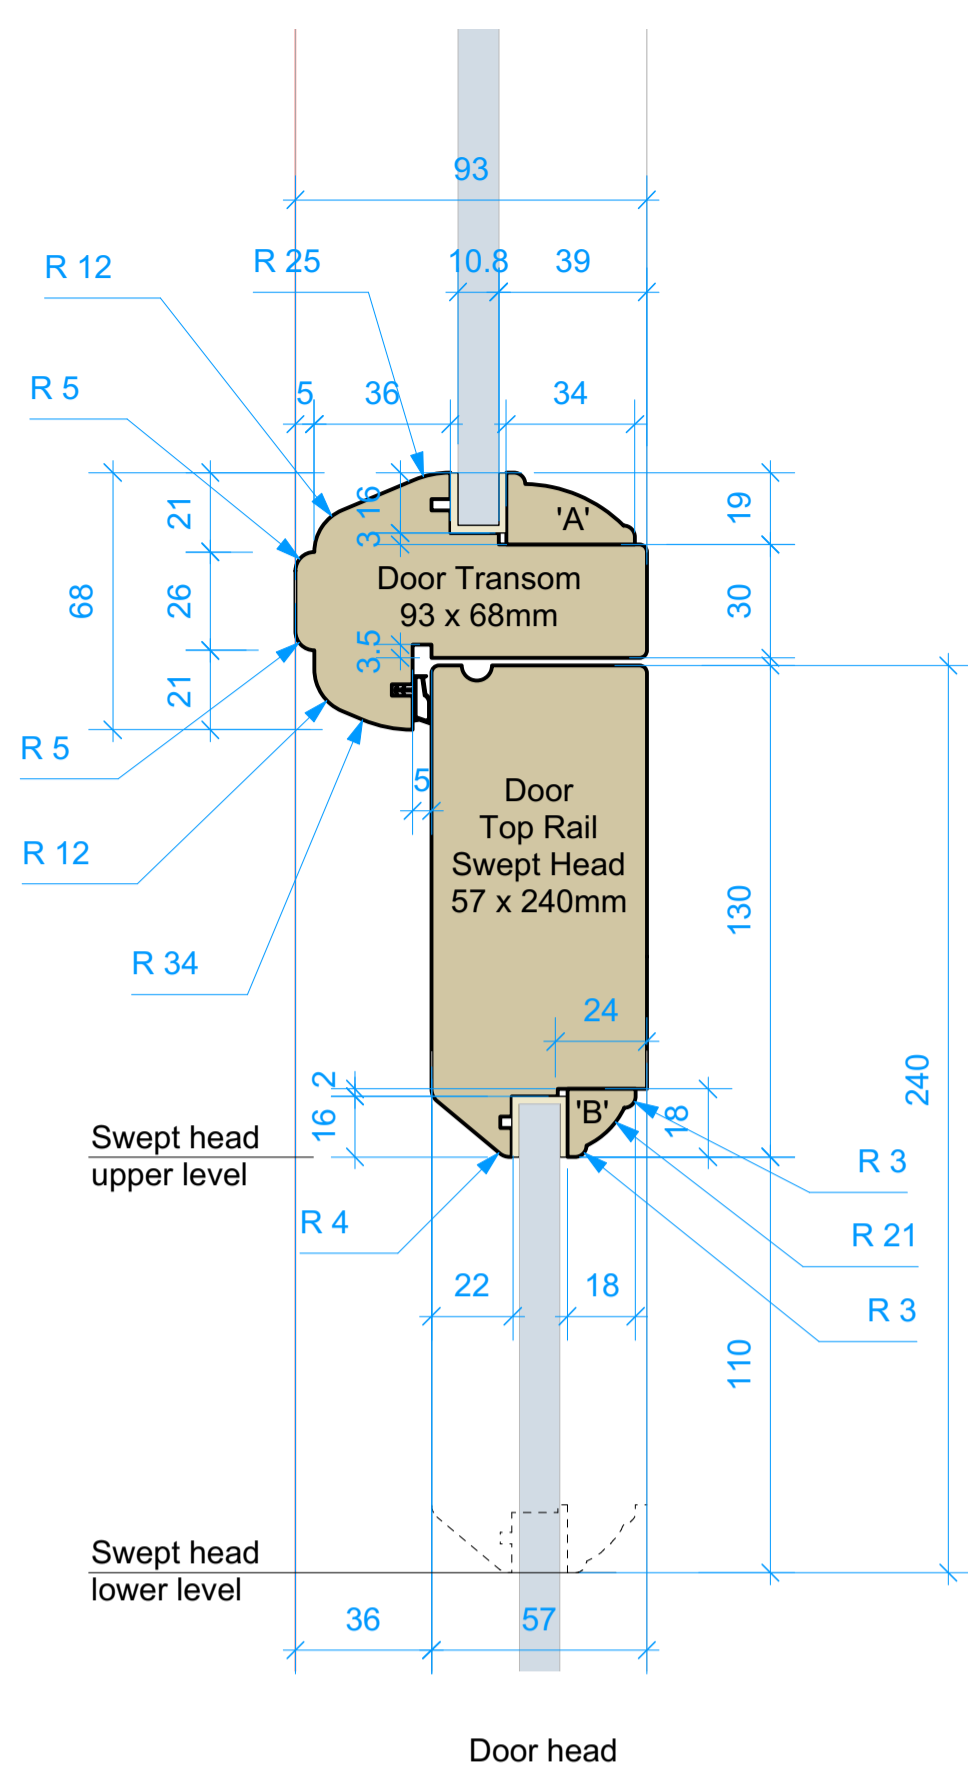 93
R 12
R 25
10.8
39
R 5
5
36
34
21
16
'A'
19
3
Door Transom
93 x 68mm
68
26
30
3.5
21
R 5
5
Door
Top Rail
Swept Head
57 x 240mm
R 12
130
R 34
24
2
240
16
'B'
18
Swept head
upper level
R 3
R 4
R 21
22
18
R 3
110
Swept head
lower level
36
57
Door head